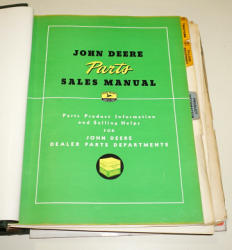 JOHN DEERE
Parts
SALES MANUAL
Parts Product Information
and Selling Helps
FOR
JOHN DEERE
DEALER PARTS DEPARTMENTS